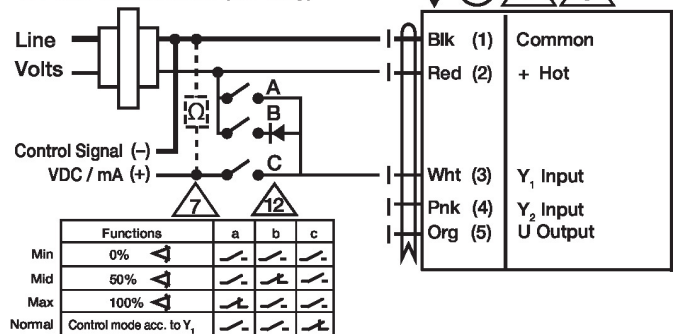 Line
Volts
Blk (1) Common
Red (2) + Hot
A
B
Ω
Control Signal (–)
VDC / mA (+)
C
Wht (3) Y1 Input
Pnk (4) Y2 Input
Org (5) U Output
7
12
Functions a b c
Min 0%
Mid 50%
Max 100%
Normal Control mode acc. to Y1